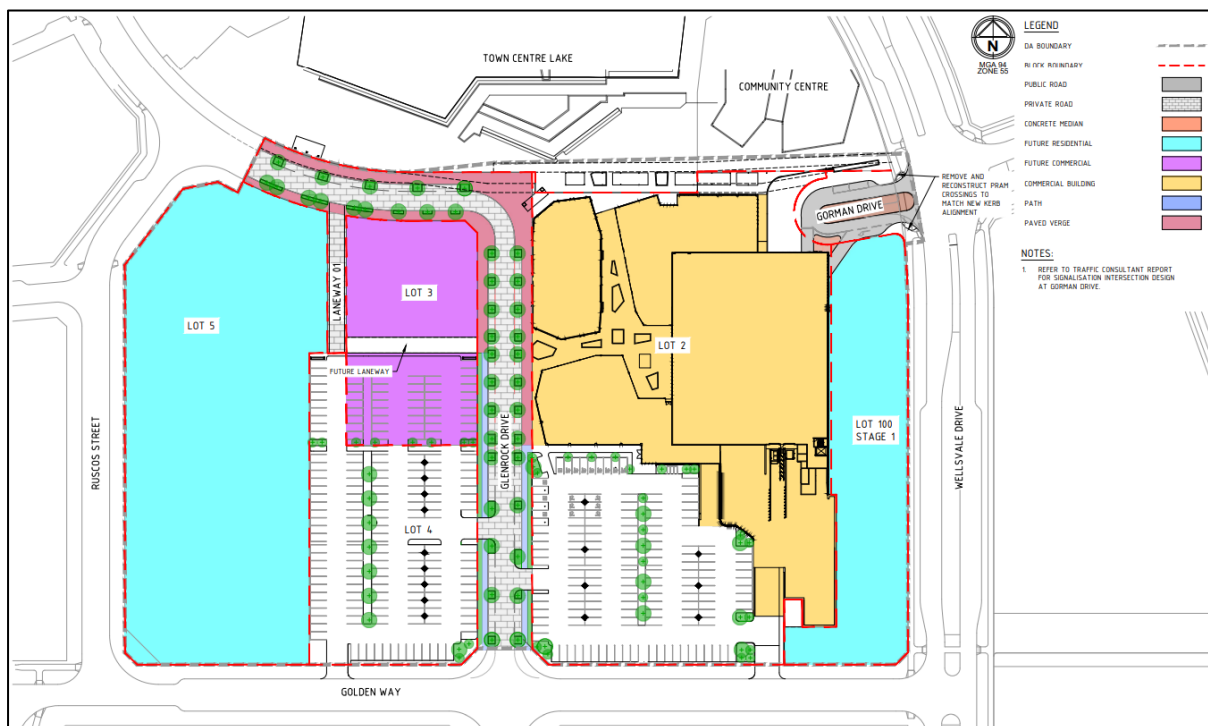 TOWN CENTRE LAKE
COMMUNITY CENTRE
N
MGA 94
ZONE 55
LEGEND
DA BOUNDARY
BLOCK BOUNDARY
PUBLIC ROAD
PRIVATE ROAD
CONCRETE MEDIAN
FUTURE RESIDENTIAL
FUTURE COMMERCIAL
COMMERCIAL BUILDING
PATH
PAVED VERGE
REMOVE AND
RECONSTRUCT PRAM
CROSSINGS TO
MATCH NEW KERB
ALIGNMENT
NOTES:
1. REFER TO TRAFFIC CONSULTANT REPORT
FOR SIGNALISATION INTERSECTION DESIGN
AT GORMAN DRIVE.
GORMAN DRIVE
LANEWAY 01
LOT 3
LOT 5
LOT 2
FUTURE LANEWAY
GLENROCK DRIVE
RUSCOS STREET
LOT 100
STAGE 1
WELLSVALE DRIVE
LOT 4
GOLDEN WAY